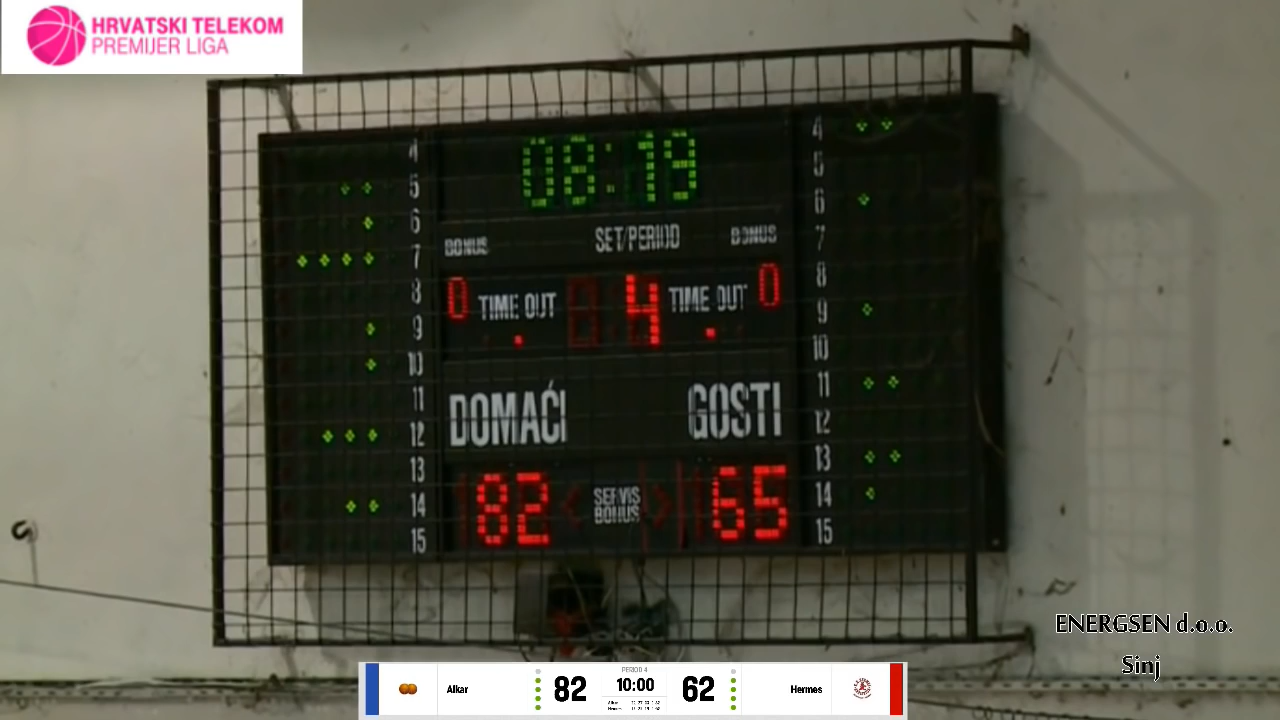 HRVATSKI TELEKOM
PREMIJER LIGA
08:19
BONUS SET/PERIOD BONUS
0 TIME OUT 4 TIME OUT 0
DOMAĆI GOSTI
82 SERVIS BONUS 65
4
5
6
7
8
9
10
11
12
13
14
15
4
5
6
7
8
9
10
11
12
13
14
15
ENERGSEN d.o.o.
Sinj
PERIOD 4
Alkar 82 10:00 62 Hermes